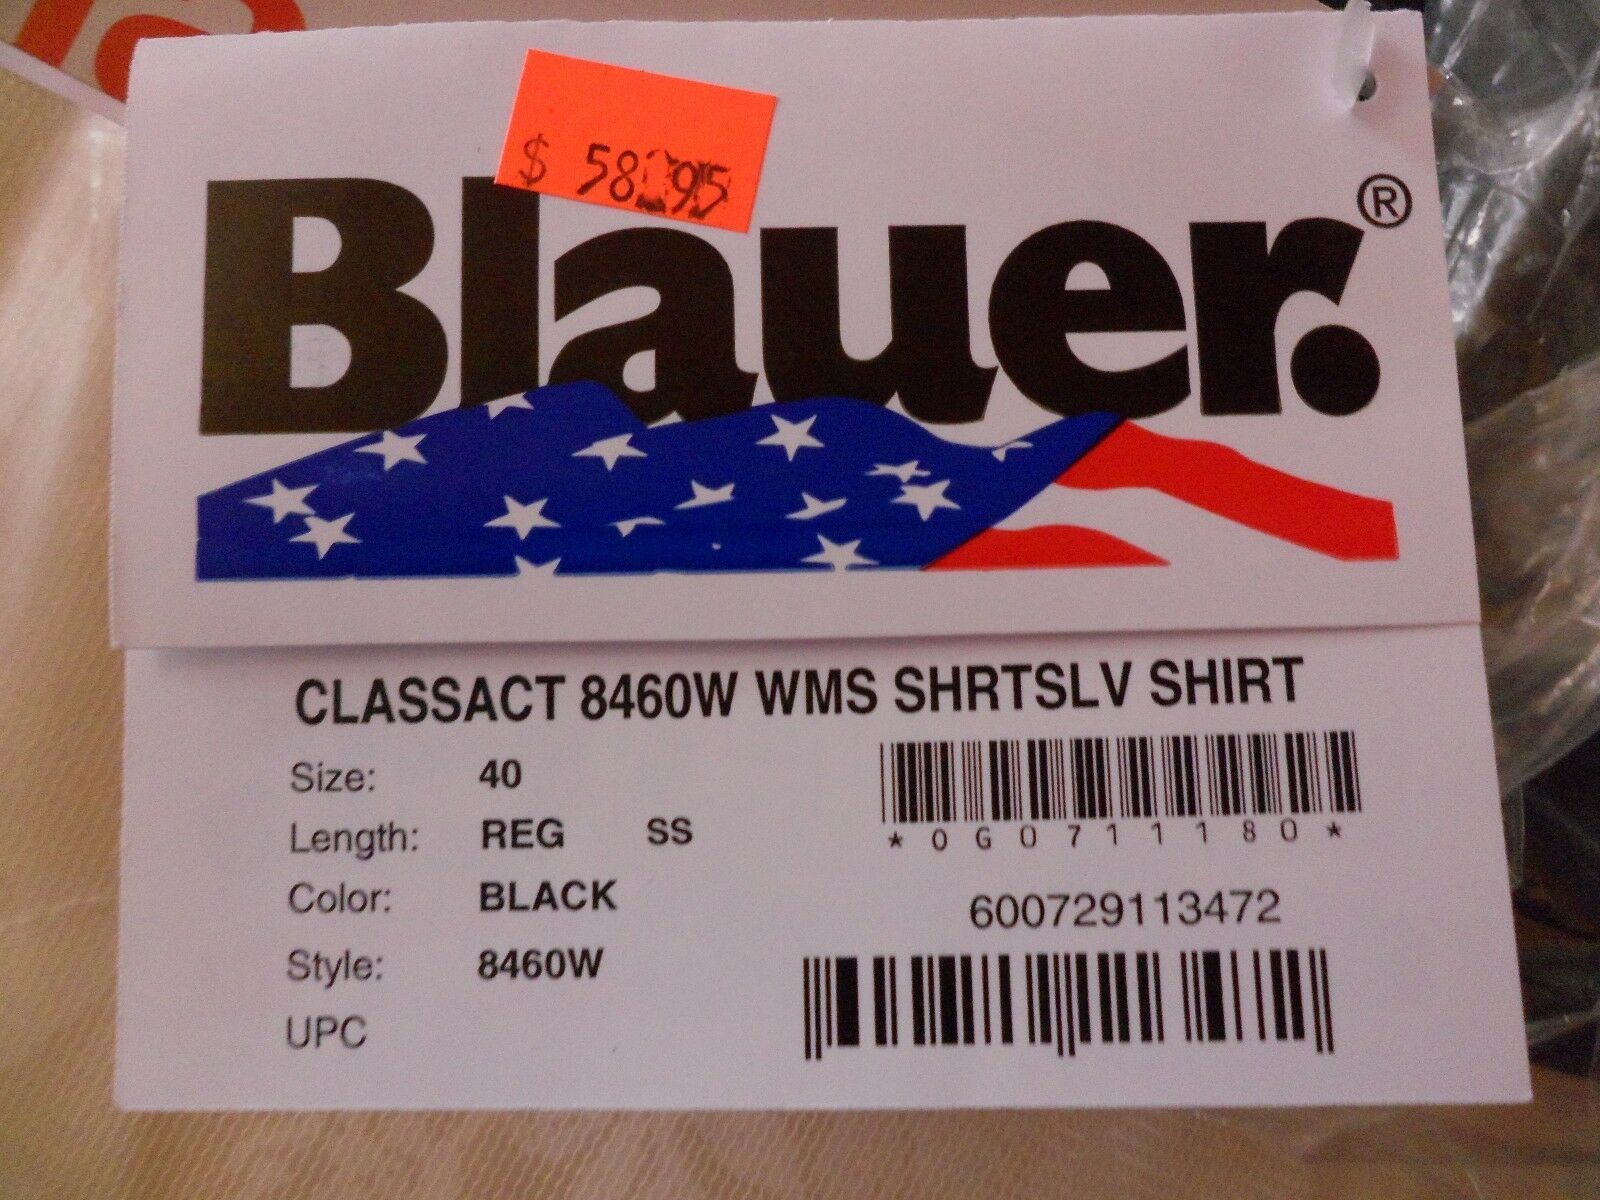 $ 58.95
Blauer.®
CLASSACT 8460W WMS SHRTSLV SHIRT
Size: 40
Length: REG SS
Color: BLACK
Style: 8460W
UPC
*0G0711180*
600729113472